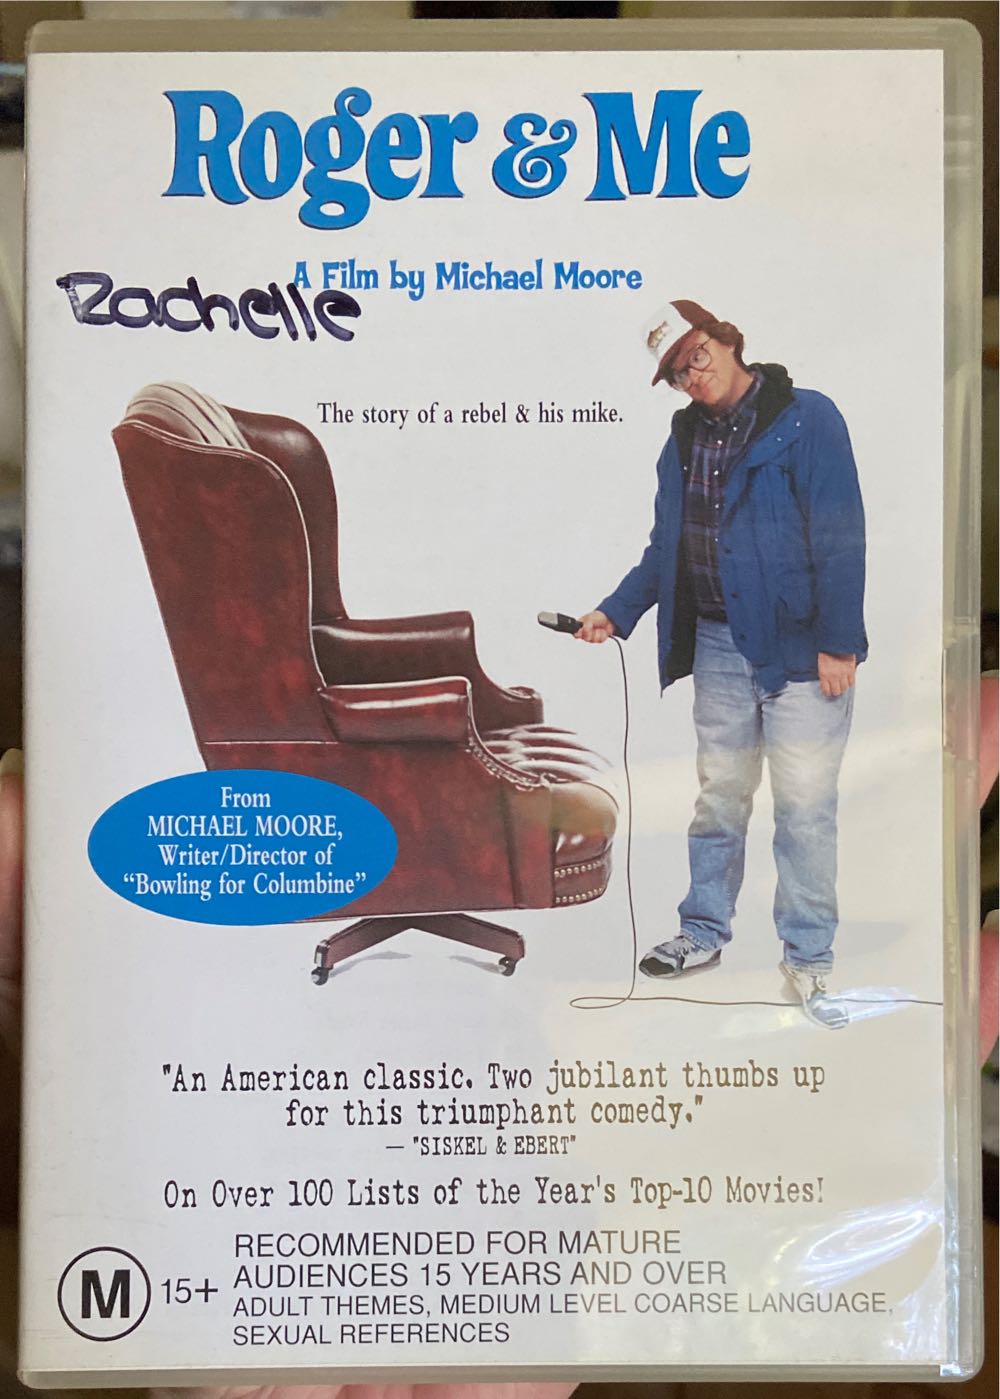 Roger & Me
A Film by Michael Moore
Rachelle
The story of a rebel & his mike.
From
MICHAEL MOORE,
Writer/Director of
“Bowling for Columbine”
"An American classic. Two jubilant thumbs up
for this triumphant comedy."
— "SISKEL & EBERT"
On Over 100 Lists of the Year's Top-10 Movies!
M 15+
RECOMMENDED FOR MATURE
AUDIENCES 15 YEARS AND OVER
ADULT THEMES, MEDIUM LEVEL COARSE LANGUAGE,
SEXUAL REFERENCES